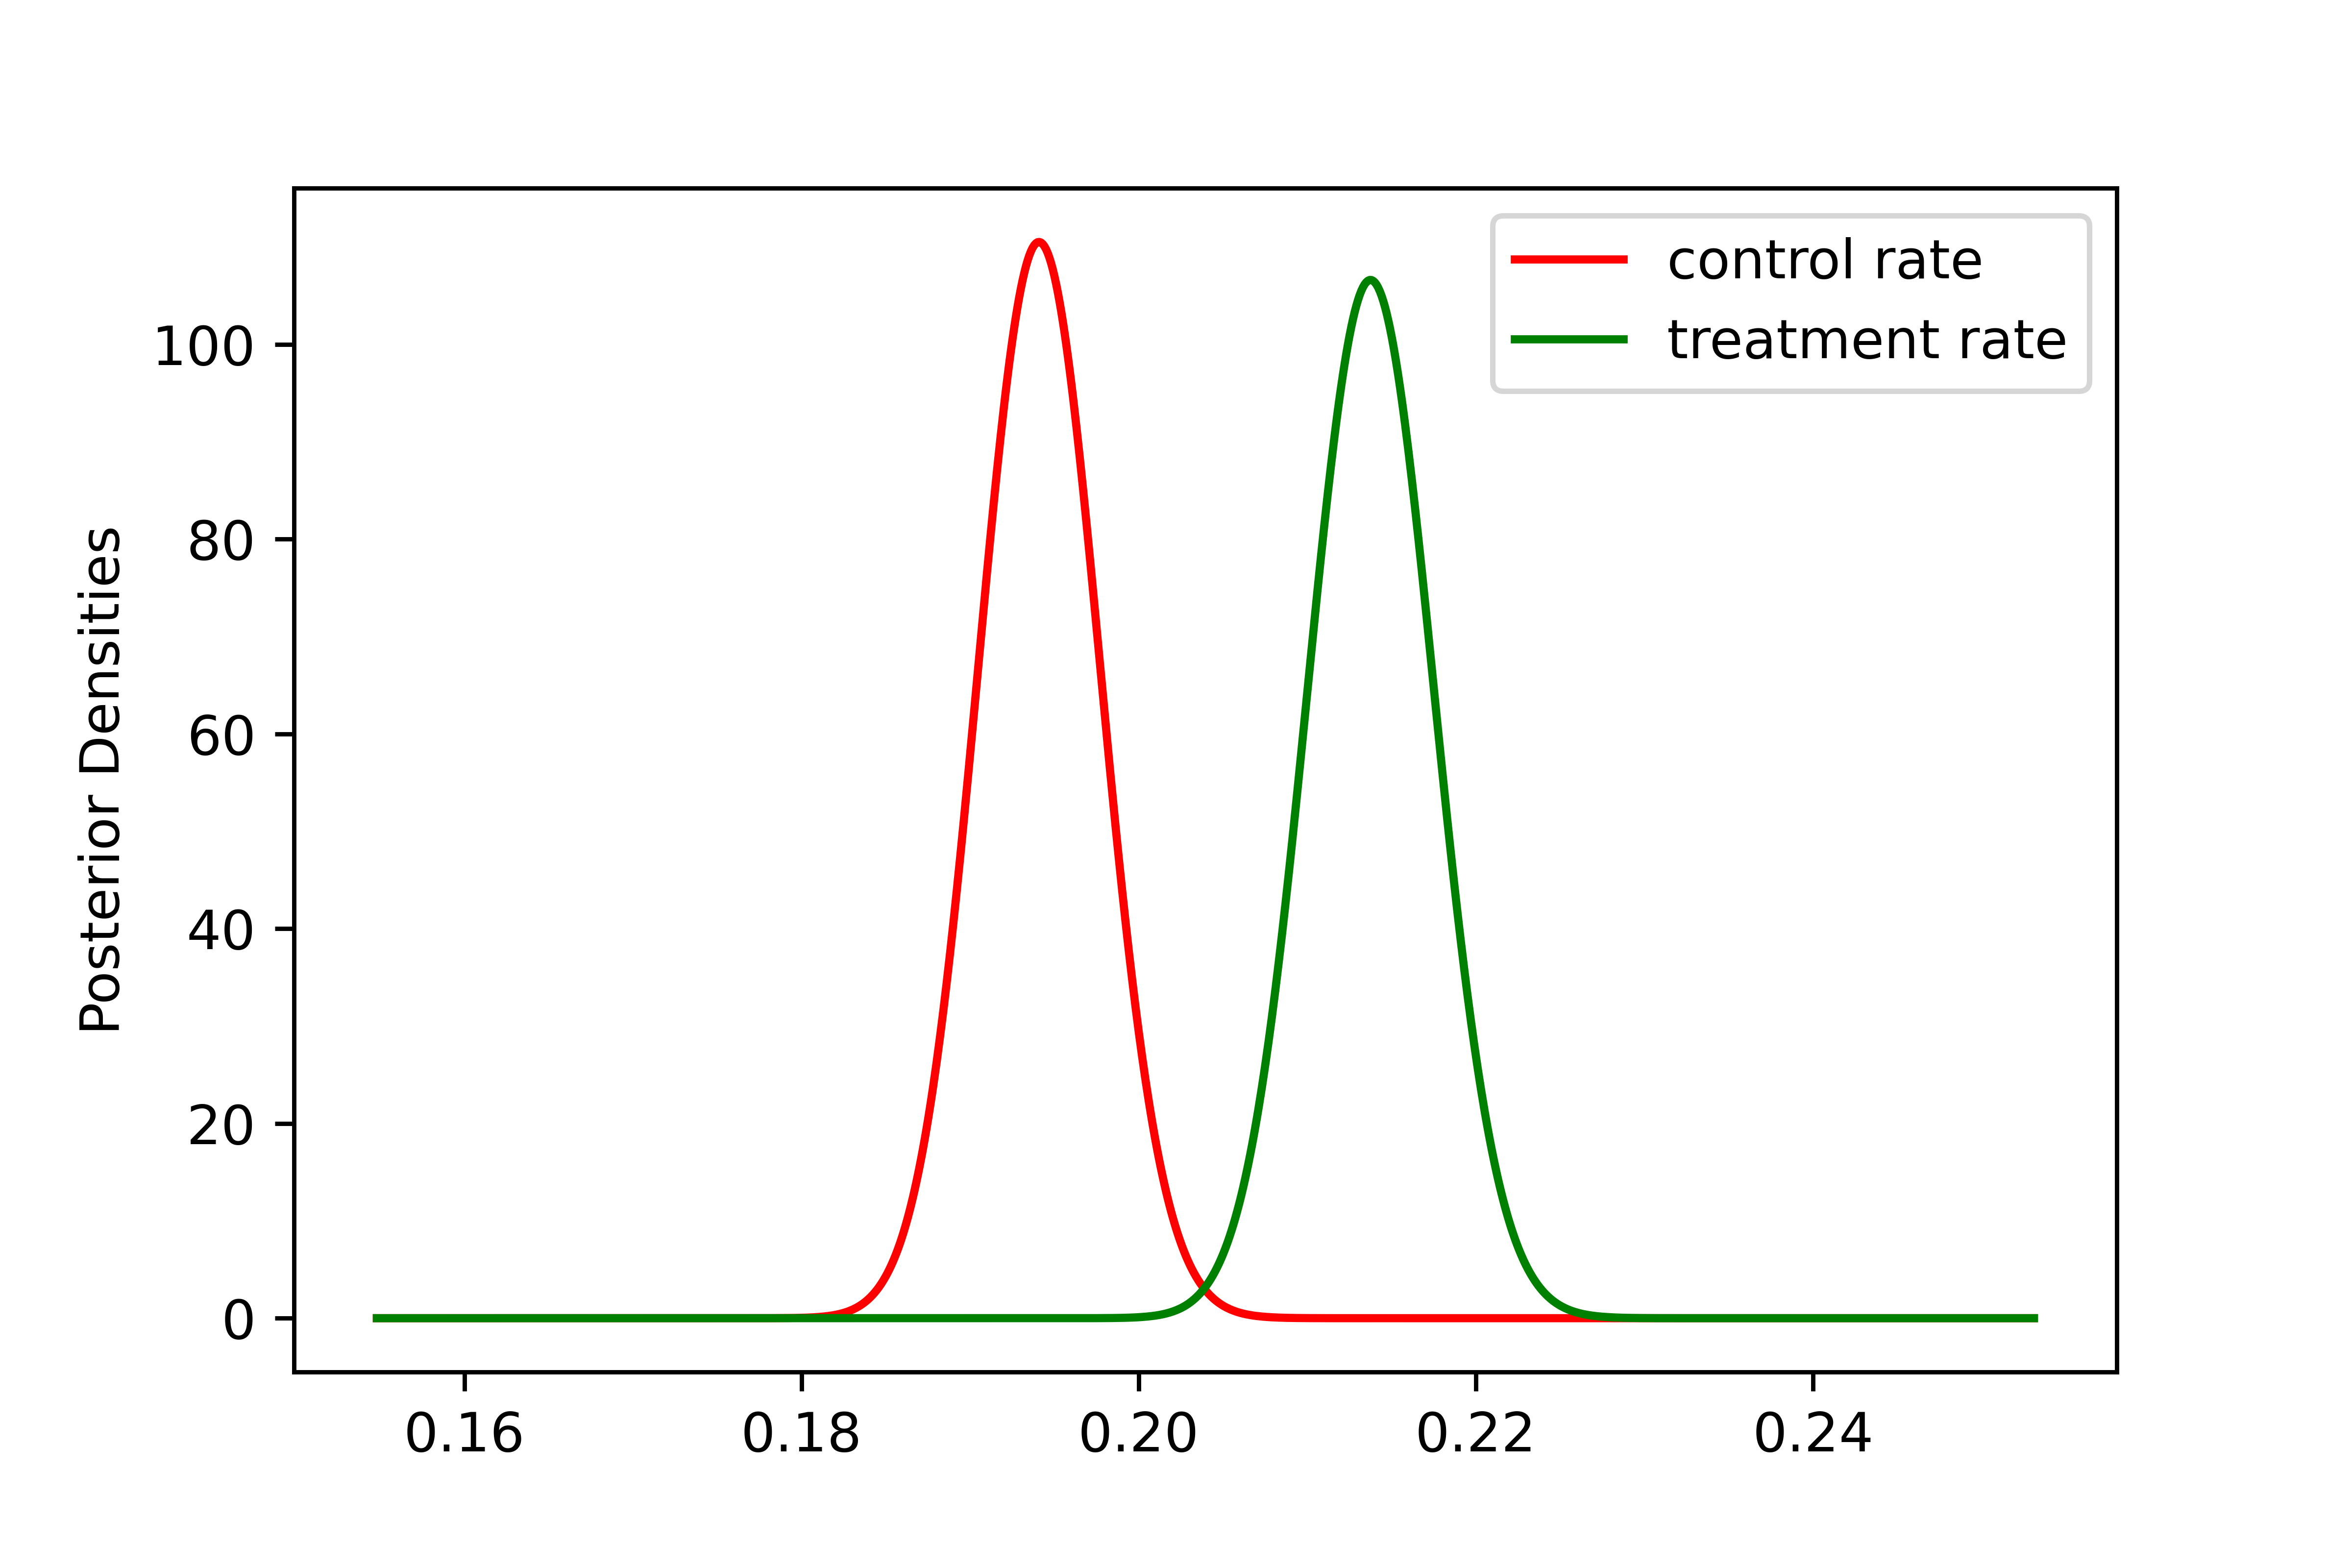 control rate
treatment rate
Posterior Densities
100
80
60
40
20
0
0.16 0.18 0.20 0.22 0.24